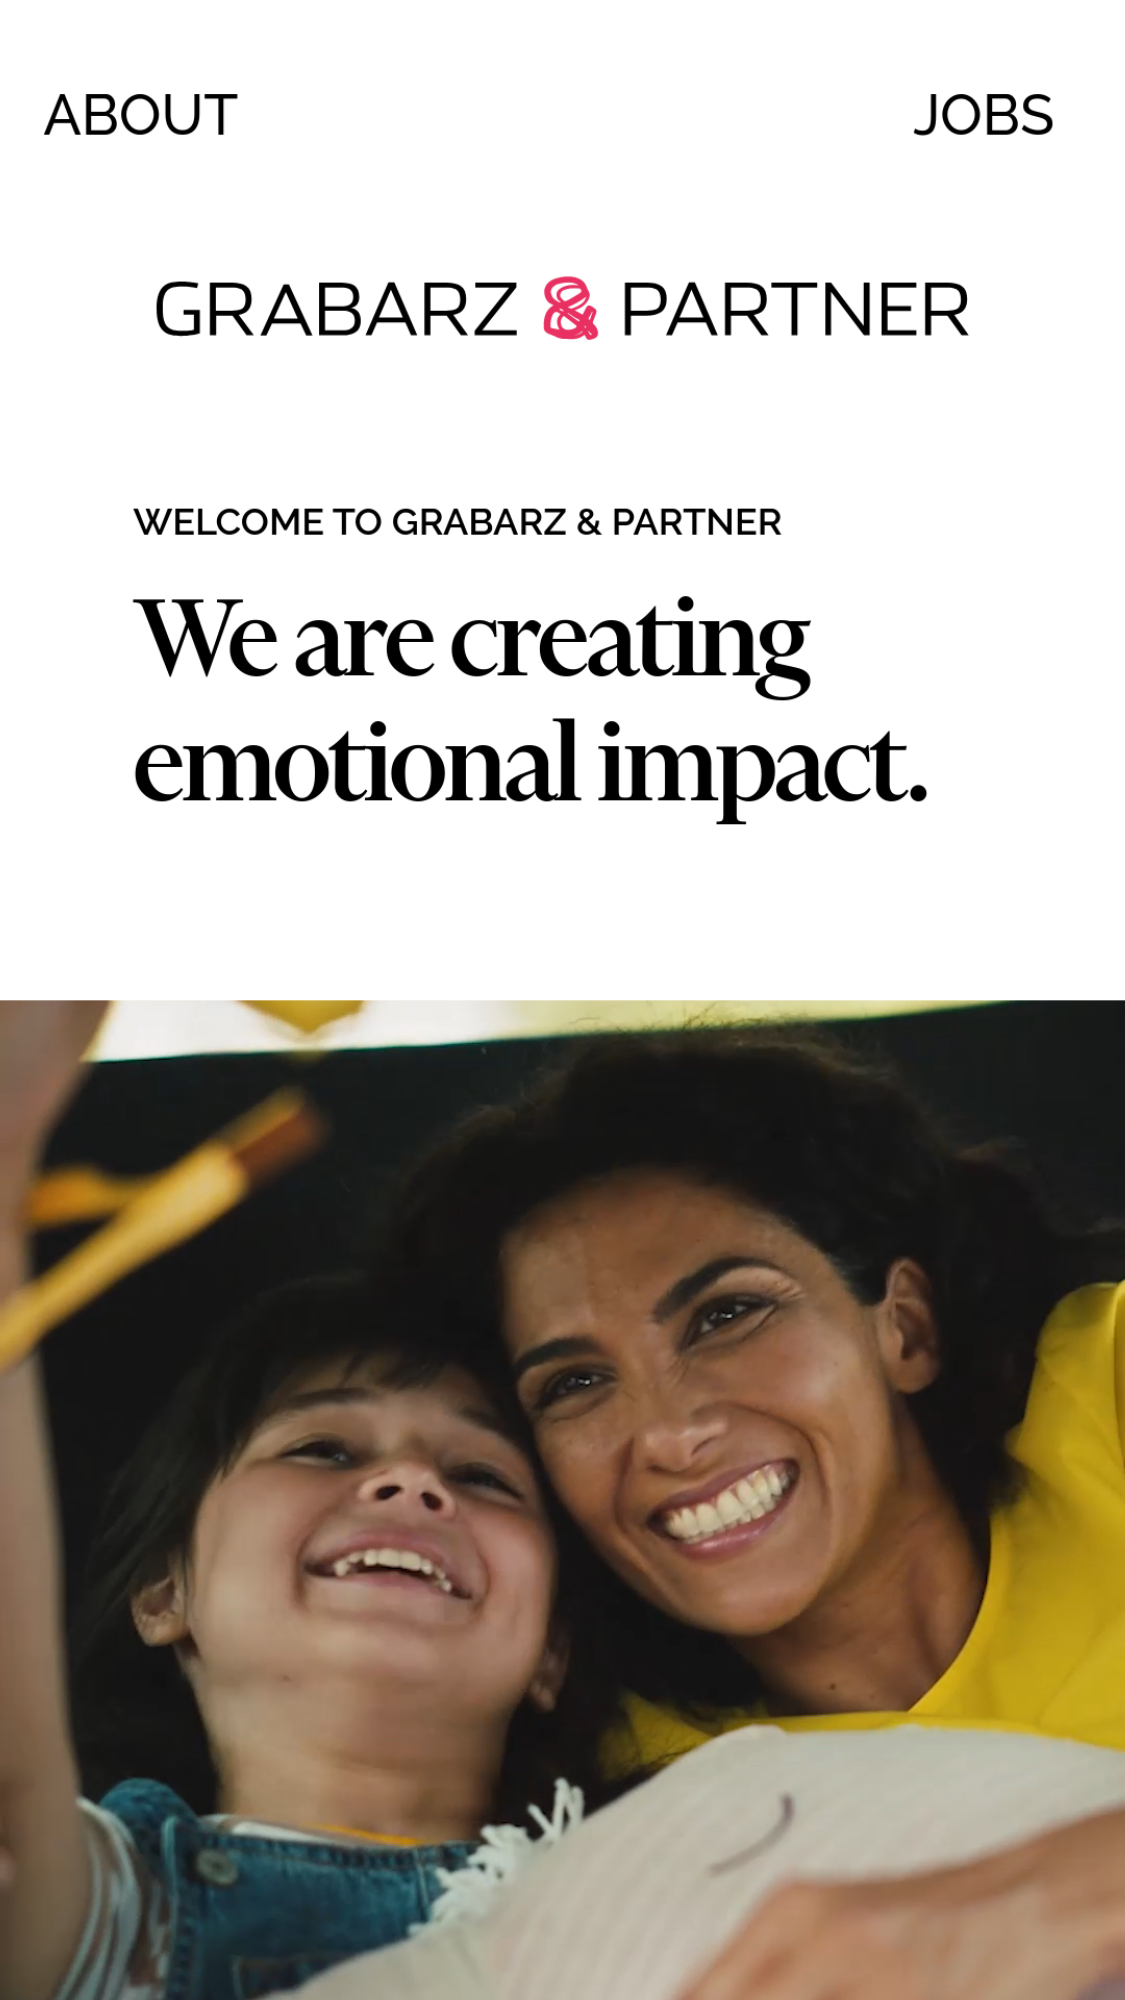 ABOUT
JOBS
GRABARZ & PARTNER
WELCOME TO GRABARZ & PARTNER
We are creating
emotional impact.